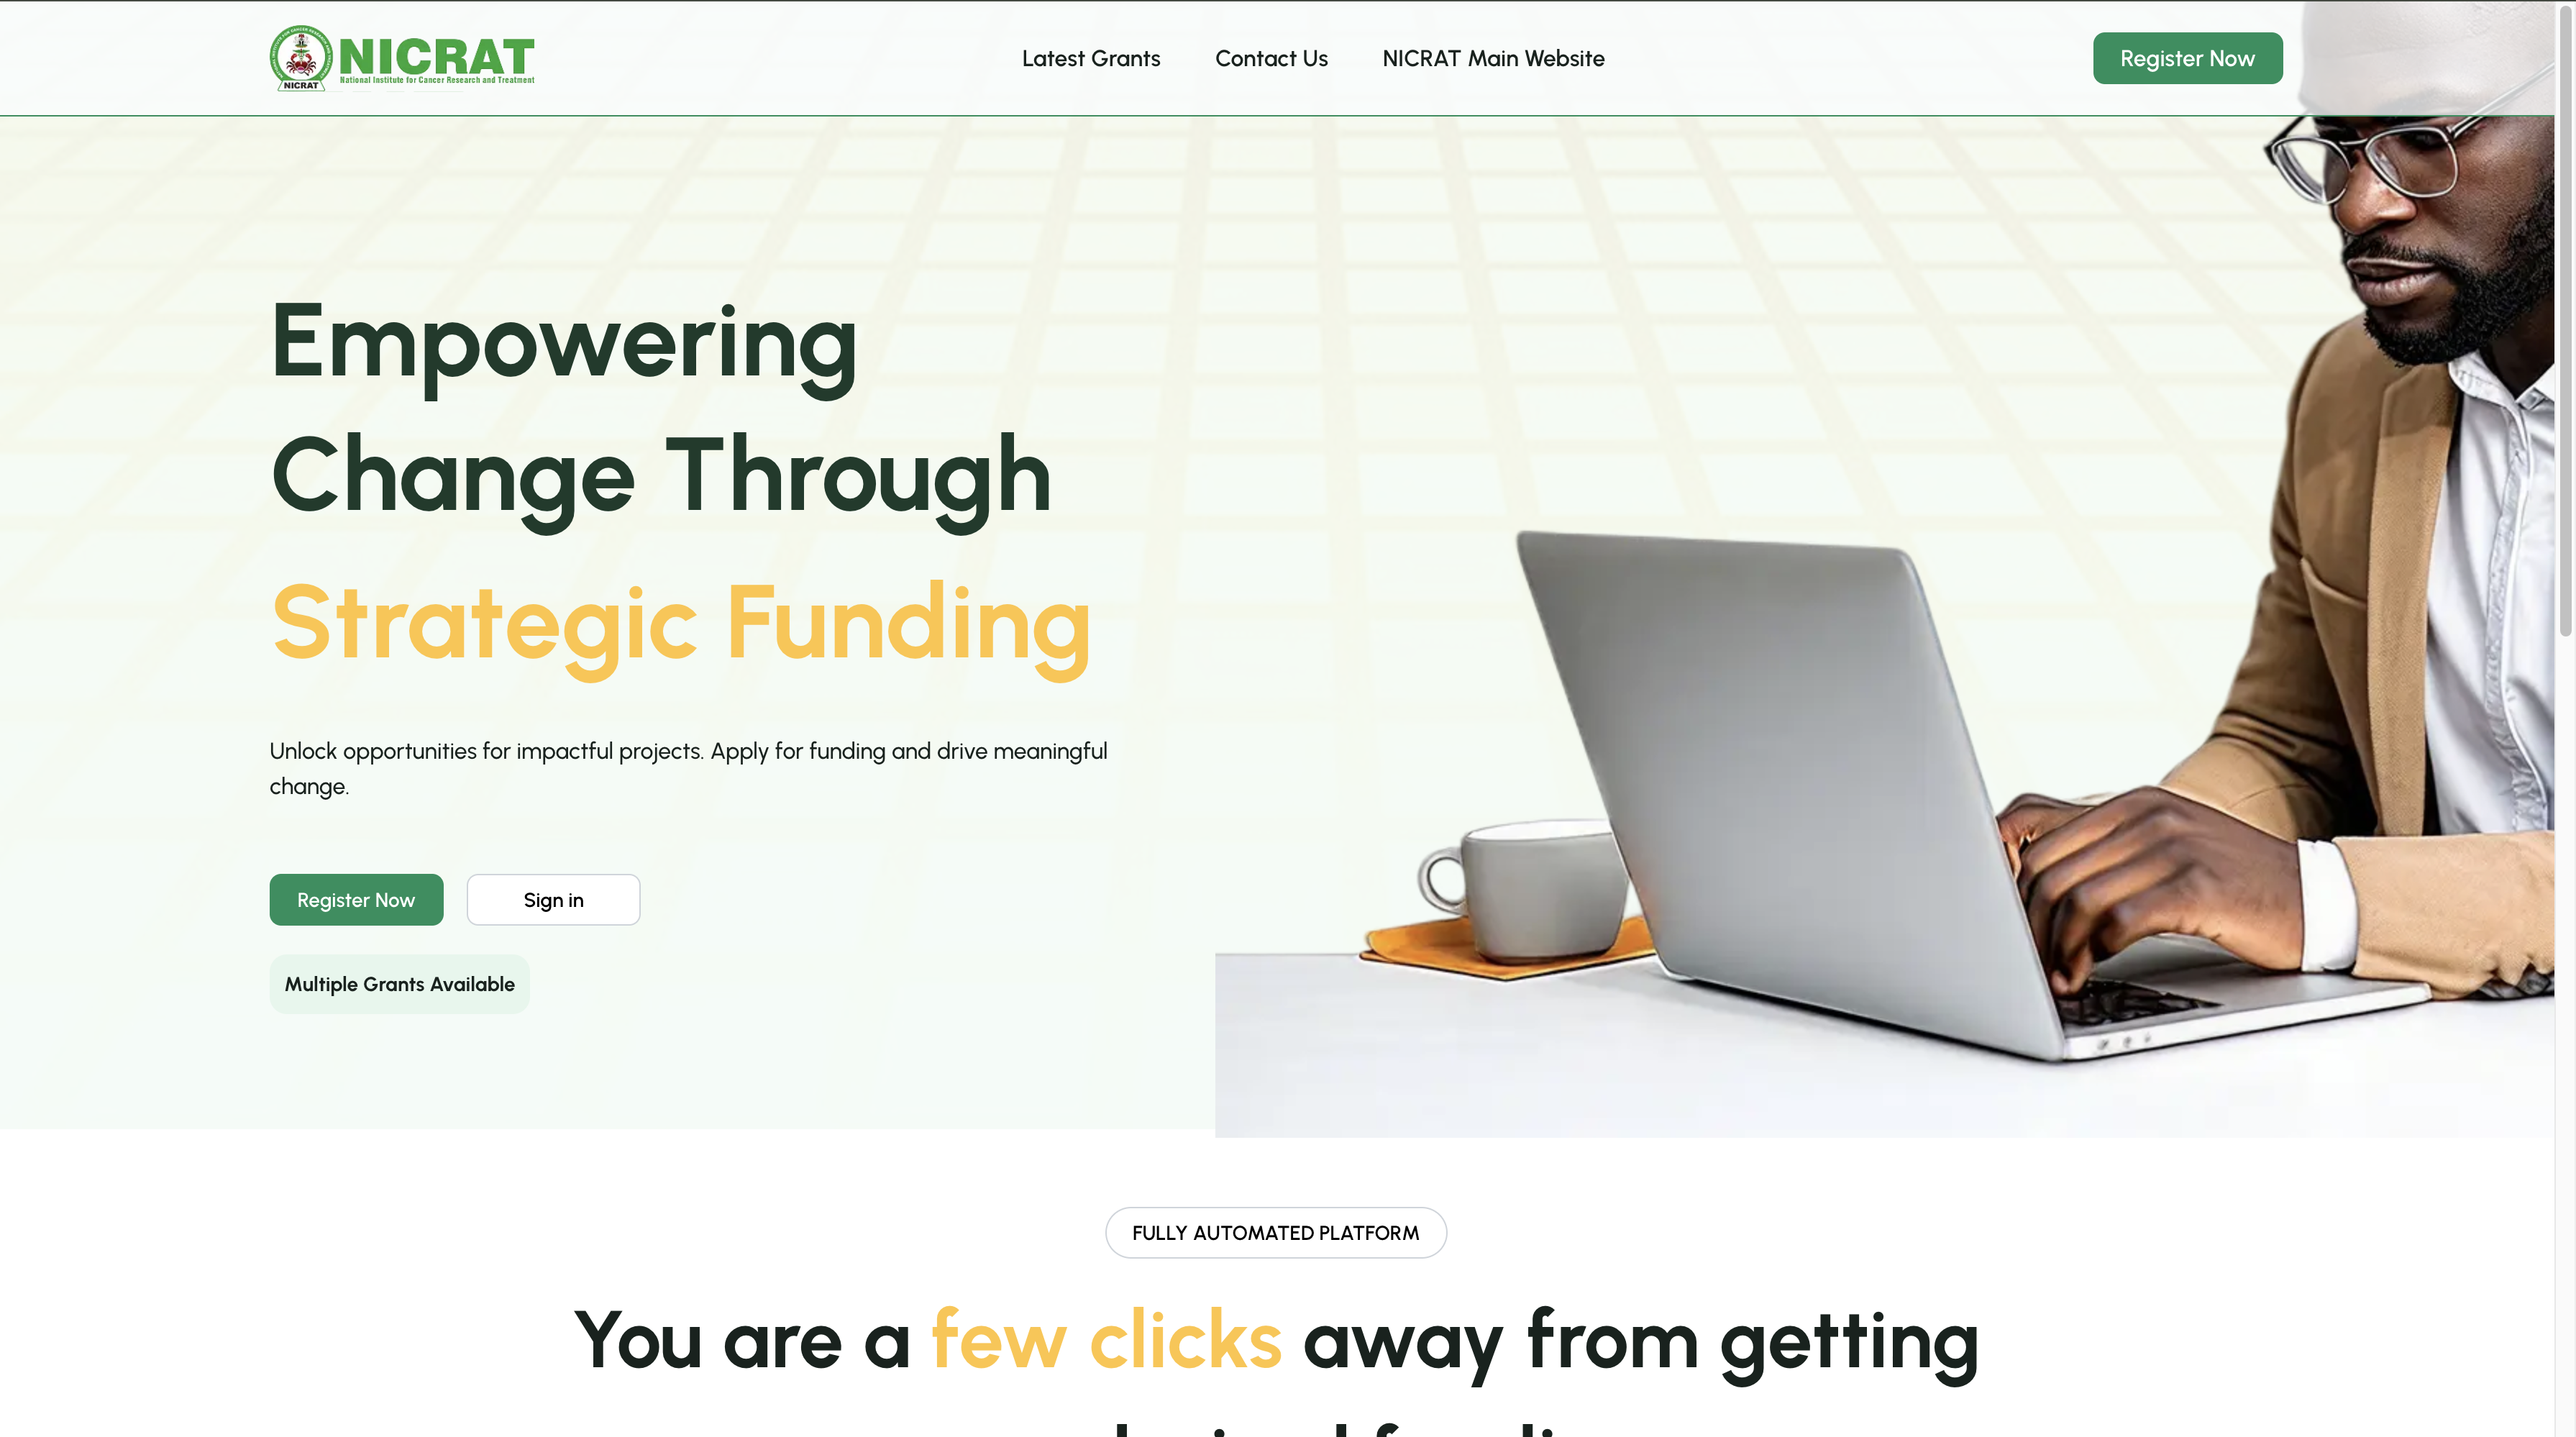 NICRAT
National Institute for Cancer Research and Treatment
NICRAT
Latest Grants
Contact Us
NICRAT Main Website
Register Now
Empowering
Change Through
Strategic Funding
Unlock opportunities for impactful projects. Apply for funding and drive meaningful
change.
Register Now
Sign in
Multiple Grants Available
FULLY AUTOMATED PLATFORM
You are a few clicks away from getting